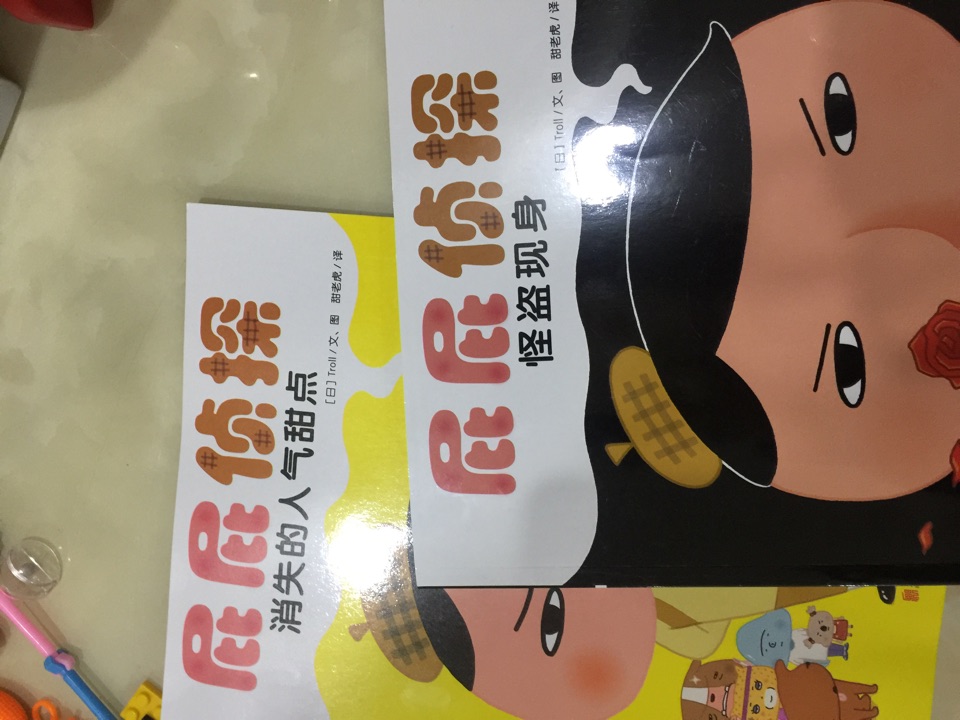 屁屁侦探
怪盗现身
[日]Troll/文、图 甜老虎/译
屁屁侦探
消失的人气甜点
[日]Troll/文、图 甜老虎/译